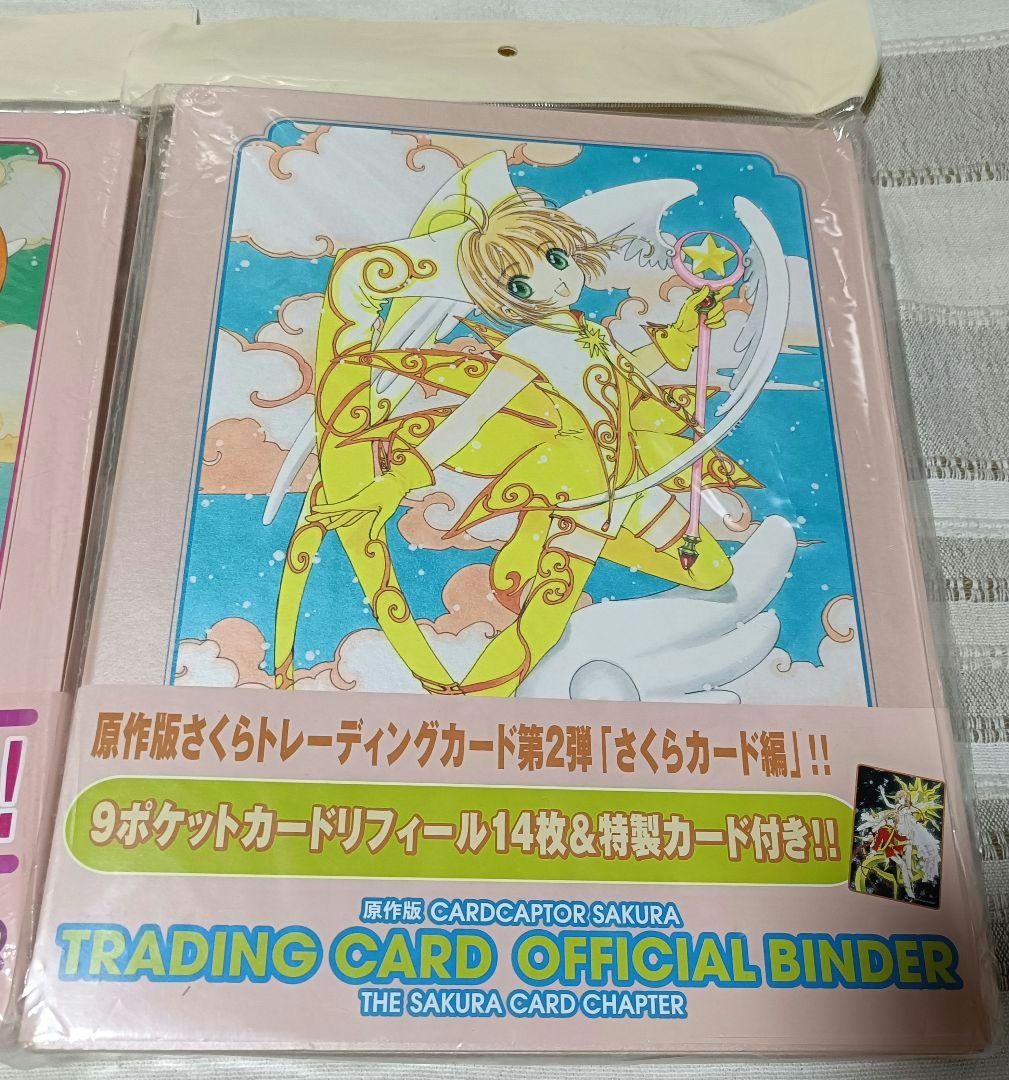 原作版さくらトレーディングカード第2弾「さくらカード編」!!
9ポケットカードリフィール14枚&特製カード付き!!
原作版 CARDCAPTOR SAKURA
TRADING CARD OFFICIAL BINDER
THE SAKURA CARD CHAPTER